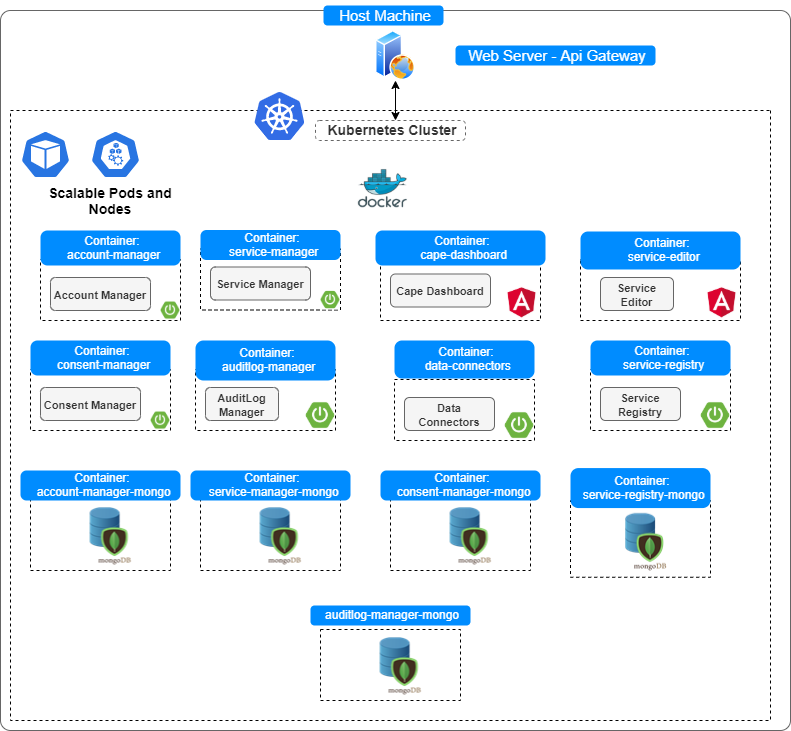 Host Machine
Web Server - Api Gateway
Kubernetes Cluster
Scalable Pods and
Nodes
docker
Container:
account-manager
Account Manager
Container:
service-manager
Service Manager
Container:
cape-dashboard
Cape Dashboard
Container:
service-editor
Service
Editor
Container:
consent-manager
Consent Manager
Container:
auditlog-manager
AuditLog
Manager
Container:
data-connectors
Data
Connectors
Container:
service-registry
Service
Registry
Container:
account-manager-mongo
mongoDB
Container:
service-manager-mongo
mongoDB
Container:
consent-manager-mongo
mongoDB
Container:
service-registry-mongo
mongoDB
auditlog-manager-mongo
mongoDB